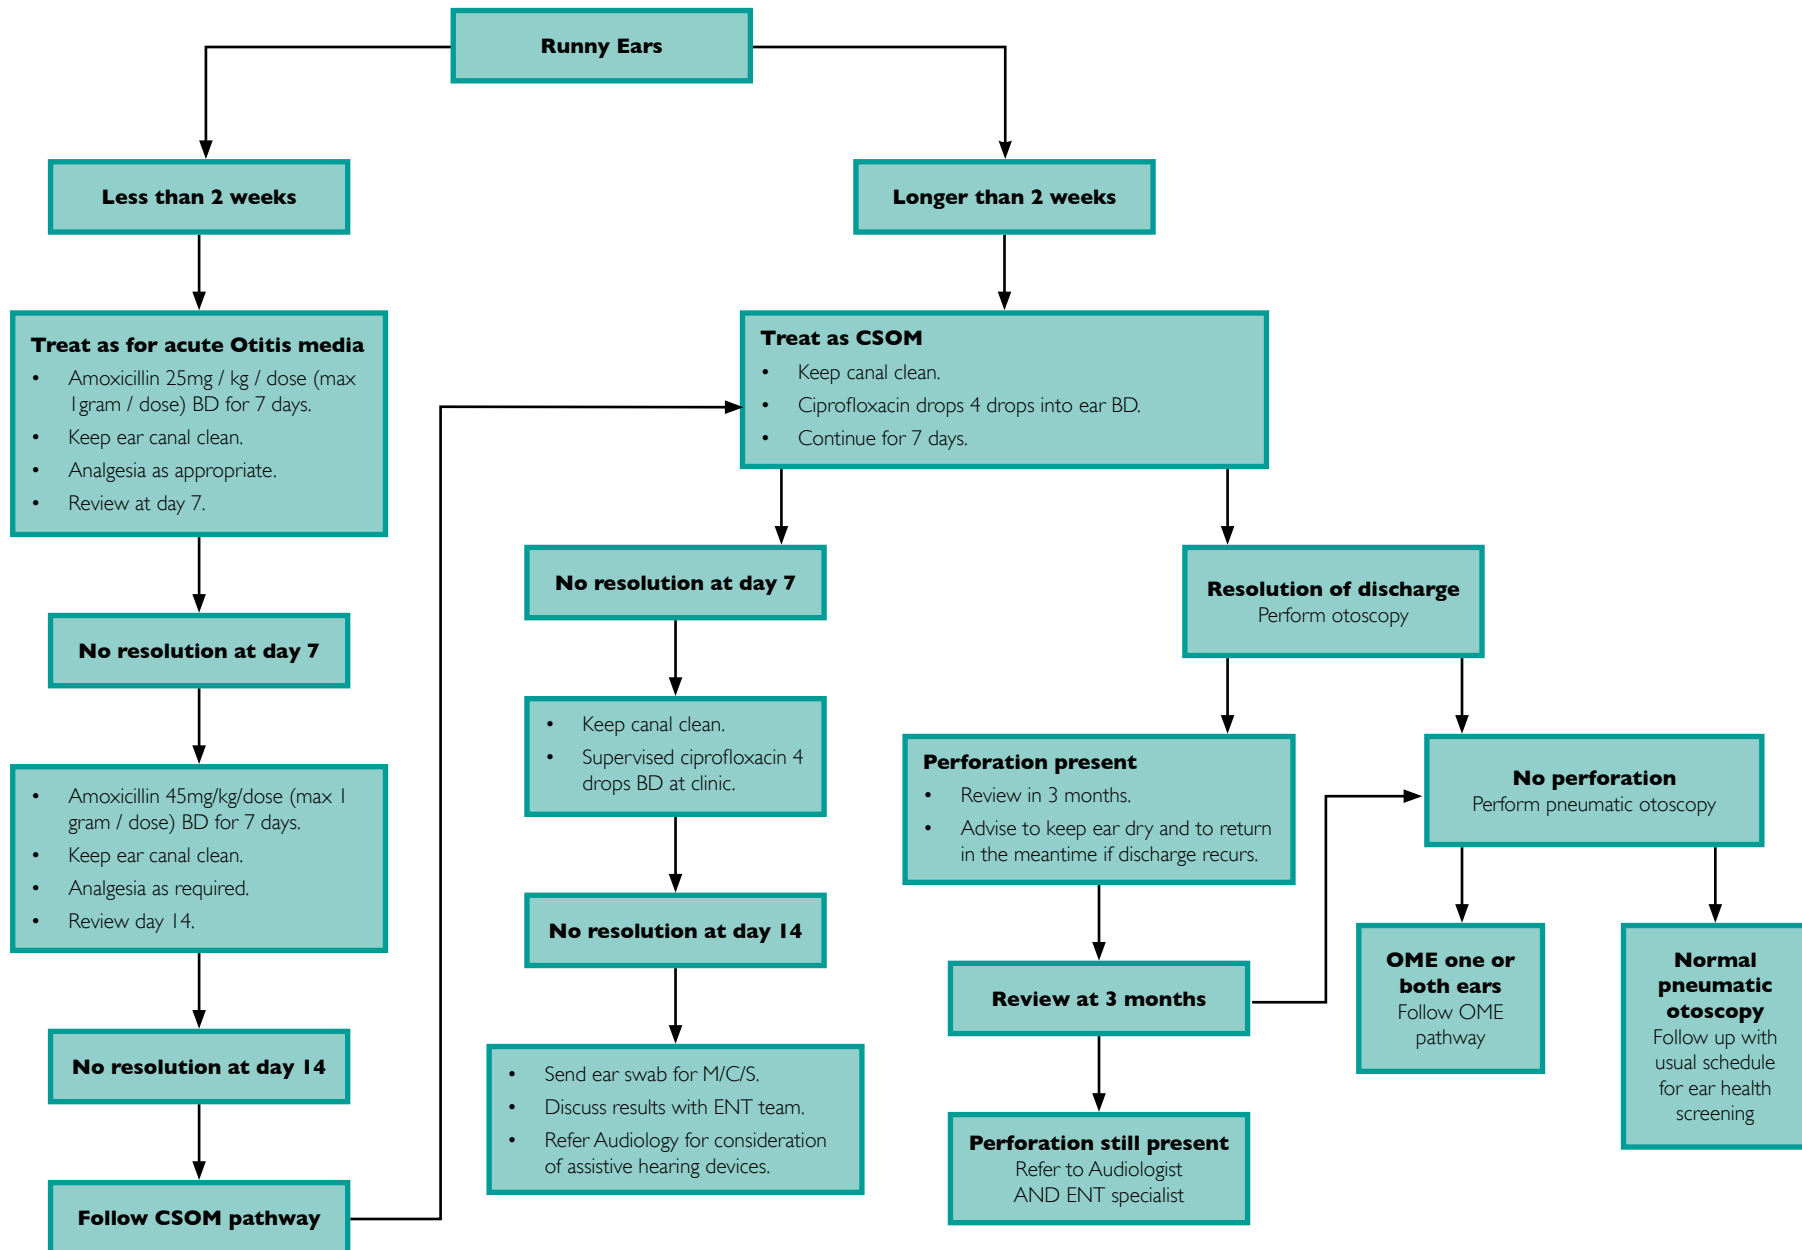 Runny Ears
Less than 2 weeks
Longer than 2 weeks
Treat as for acute Otitis media
• Amoxicillin 25mg / kg / dose (max
1gram / dose) BD for 7 days.
• Keep ear canal clean.
• Analgesia as appropriate.
• Review at day 7.
No resolution at day 7
• Amoxicillin 45mg/kg/dose (max 1
gram / dose) BD for 7 days.
• Keep ear canal clean.
• Analgesia as required.
• Review day 14.
No resolution at day 14
Follow CSOM pathway
Treat as CSOM
• Keep canal clean.
• Ciprofloxacin drops 4 drops into ear BD.
• Continue for 7 days.
No resolution at day 7
• Keep canal clean.
• Supervised ciprofloxacin 4
drops BD at clinic.
No resolution at day 14
• Send ear swab for M/C/S.
• Discuss results with ENT team.
• Refer Audiology for consideration
of assistive hearing devices.
Resolution of discharge
Perform otoscopy
Perforation present
• Review in 3 months.
• Advise to keep ear dry and to return
in the meantime if discharge recurs.
Review at 3 months
Perforation still present
Refer to Audiologist
AND ENT specialist
No perforation
Perform pneumatic otoscopy
OME one or
both ears
Follow OME
pathway
Normal
pneumatic
otoscopy
Follow up with
usual schedule
for ear health
screening